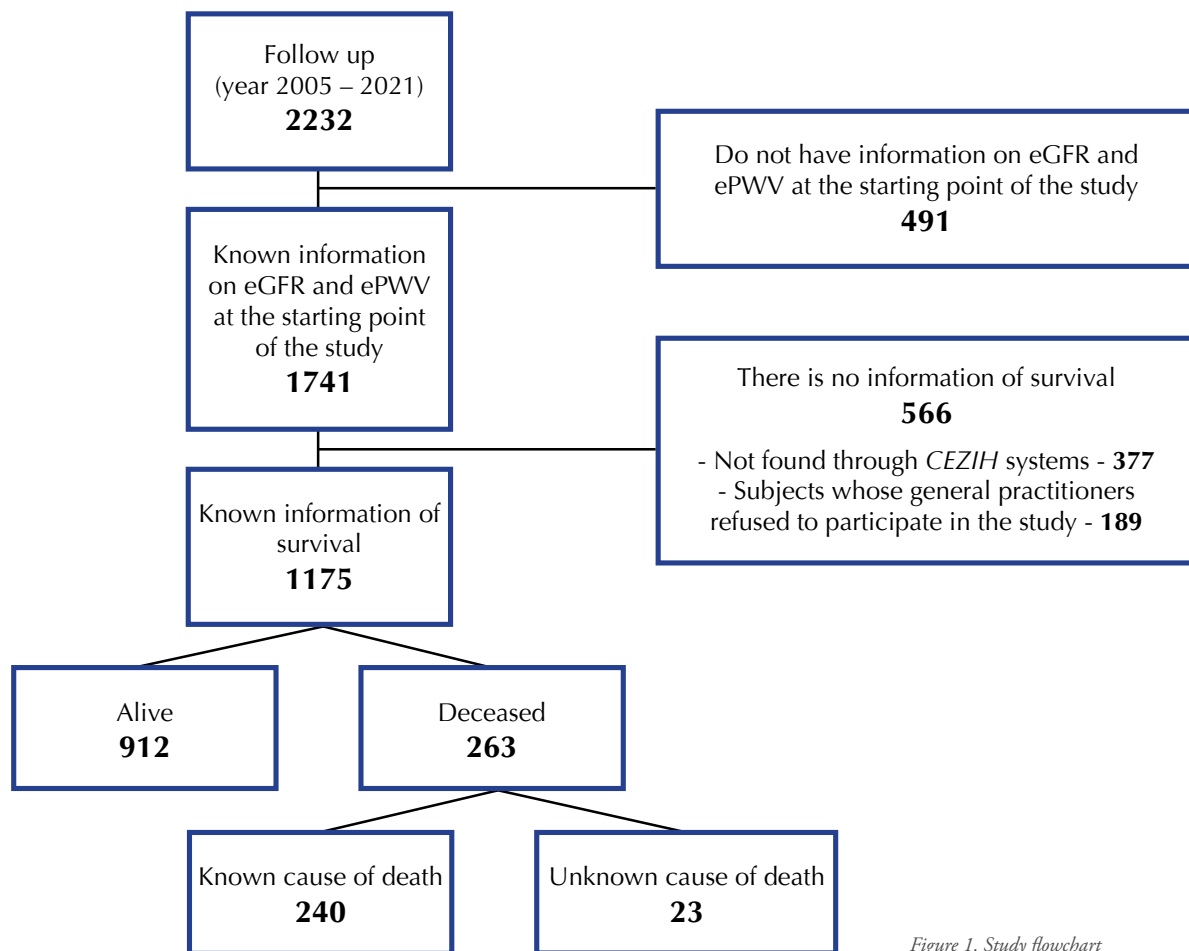 Follow up
(year 2005 – 2021)
2232
Do not have information on eGFR and
ePWV at the starting point of the study
491
Known information
on eGFR and ePWV
at the starting point
of the study
1741
There is no information of survival
566
- Not found through CEZIH systems - 377
- Subjects whose general practitioners
refused to participate in the study - 189
Known information of
survival
1175
Alive
912
Deceased
263
Known cause of death
240
Unknown cause of death
23
Figure 1. Study flowchart